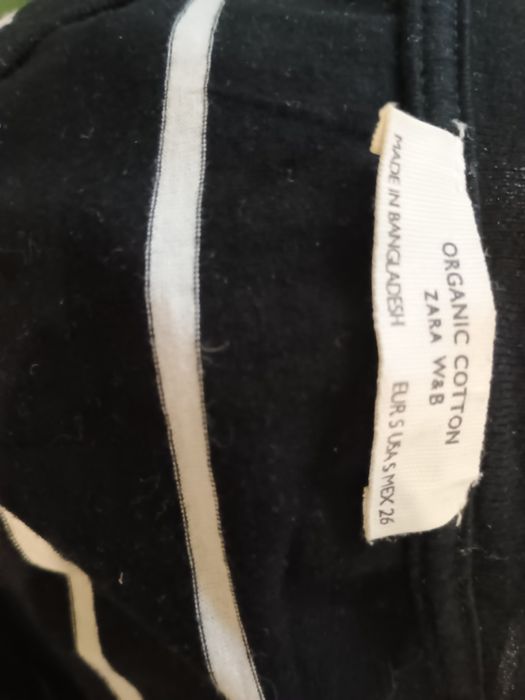 ORGANIC COTTON
ZARA W&B
MADE IN BANGLADESH
EUR S USA S MEX 26